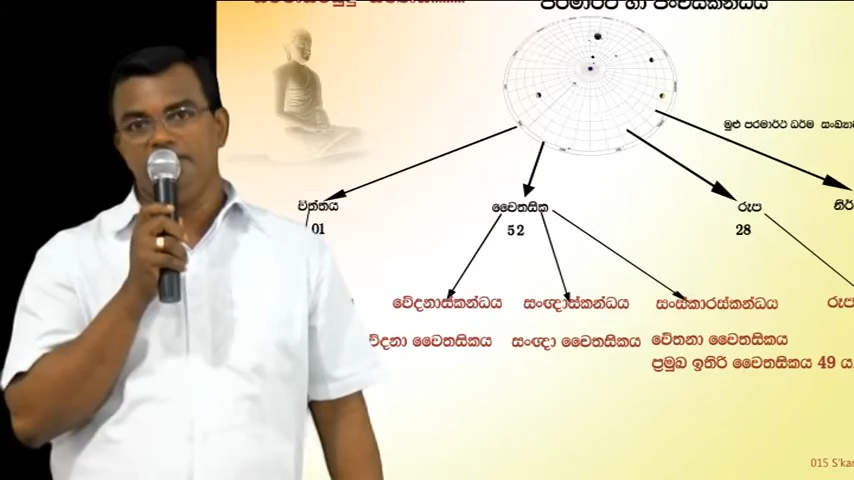 පරමාර්ථ හා පංචස්කන්ධය
මුළු පරමාර්ථ ධර්ම
චිත්තය
චෛතසික
රූප
01
52
28
වේදනාස්කන්ධය
සංඥාස්කන්ධය
සංස්කාරස්කන්ධය
වේදනා චෛතසිකය
සංඥා චෛතසිකය
චේතනා චෛතසිකය
ප්‍රමුඛ ඉතිරි චෛතසිකය 49 ය
015